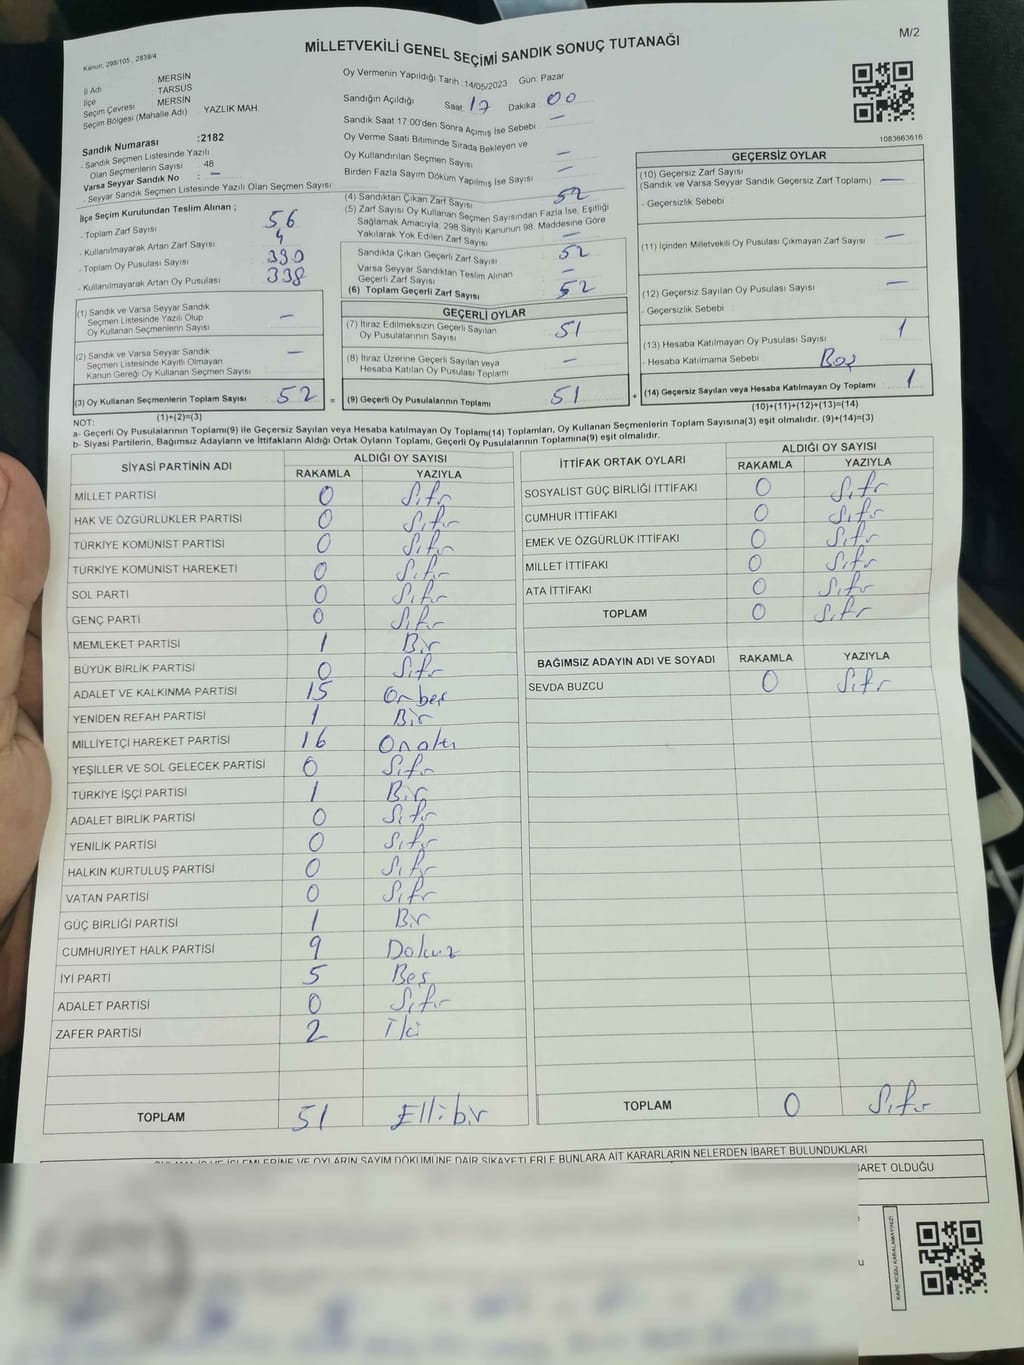 M/2
Kanun: 298/105 , 2839/4
MİLLETVEKİLİ GENEL SEÇİMİ SANDIK SONUÇ TUTANAĞI
İl Adı : MERSİN
İlçe : TARSUS
Seçim Çevresi : MERSİN
Seçim Bölgesi (Mahalle Adı) : YAZLIK MAH.
Sandık Numarası :2182
- Sandık Seçmen Listesinde Yazılı
Olan Seçmenlerin Sayısı : 48
Varsa Seyyar Sandık No : —
- Seyyar Sandık Seçmen Listesinde Yazılı Olan Seçmen Sayısı:
İlçe Seçim Kurulundan Teslim Alınan ;
- Toplam Zarf Sayısı 56
- Kullanılmayarak Artan Zarf Sayısı 4
- Toplam Oy Pusulası Sayısı 390
- Kullanılmayarak Artan Oy Pusulası 338
(1) Sandık ve Varsa Seyyar Sandık
Seçmen Listesinde Yazılı Olup
Oy Kullanan Seçmenlerin Sayısı —
(2) Sandık ve Varsa Seyyar Sandık
Seçmen Listesinde Kayıtlı Olmayan
Kanun Gereği Oy Kullanan Seçmen Sayısı —
(3) Oy Kullanan Seçmenlerin Toplam Sayısı 52 =
(1)+(2)=(3)
Oy Vermenin Yapıldığı Tarih :14/05/2023 Gün: Pazar
Sandığın Açıldığı Saat: 17 Dakika : 00
Sandık Saat 17:00'den Sonra Açımış İse Sebebi : —
Oy Verme Saati Bitiminde Sırada Bekleyen ve
Oy Kullandırılan Seçmen Sayısı : —
Birden Fazla Sayım Döküm Yapılmış İse Sayısı : —
(4) Sandıktan Çıkan Zarf Sayısı 52
(5) Zarf Sayısı Oy Kullanan Seçmen Sayısından Fazla İse, Eşitliği
Sağlamak Amacıyla, 298 Sayılı Kanunun 98. Maddesine Göre
Yakılarak Yok Edilen Zarf Sayısı : —
Sandıkta Çıkan Geçerli Zarf Sayısı : 52
Varsa Seyyar Sandıktan Teslim Alınan
Geçerli Zarf Sayısı : —
(6) Toplam Geçerli Zarf Sayısı : 52
GEÇERLİ OYLAR
(7) İtiraz Edilmeksizin Geçerli Sayılan
Oy Pusulalarının Sayısı : 51
(8) İtiraz Üzerine Geçerli Sayılan veya
Hesaba Katılan Oy Pusulası Toplamı : —
(9) Geçerli Oy Pusulalarının Toplamı : 51 +
1083663616
GEÇERSİZ OYLAR
(10) Geçersiz Zarf Sayısı
(Sandık ve Varsa Seyyar Sandık Geçersiz Zarf Toplamı) : —
- Geçersizlik Sebebi :
(11) İçinden Milletvekili Oy Pusulası Çıkmayan Zarf Sayısı : —
(12) Geçersiz Sayılan Oy Pusulası Sayısı : —
- Geçersizlik Sebebi :
(13) Hesaba Katılmayan Oy Pusulası Sayısı : 1
- Hesaba Katılmama Sebebi : Boş
(14) Geçersiz Sayılan veya Hesaba Katılmayan Oy Toplamı : 1
(10)+(11)+(12)+(13)=(14)
NOT:
a- Geçerli Oy Pusulalarının Toplamı(9) ile Geçersiz Sayılan veya Hesaba Katılmayan Oy Toplamı(14) Toplamları, Oy Kullanan Seçmenlerin Toplam Sayısına(3) eşit olmalıdır. (9)+(14)=(3)
b- Siyasi Partilerin, Bağımsız Adayların ve İttifakların Aldığı Ortak Oyların Toplamı, Geçerli Oy Pusulalarının Toplamına(9) eşit olmalıdır.
SİYASİ PARTİNİN ADI ALDIĞI OY SAYISI
RAKAMLA YAZIYLA
MİLLET PARTİSİ 0 Sıfır
HAK VE ÖZGÜRLÜKLER PARTİSİ 0 Sıfır
TÜRKİYE KOMÜNİST PARTİSİ 0 Sıfır
TÜRKİYE KOMÜNİST HAREKETİ 0 Sıfır
SOL PARTİ 0 Sıfır
GENÇ PARTİ 0 Sıfır
MEMLEKET PARTİSİ 1 Bir
BÜYÜK BİRLİK PARTİSİ 0 Sıfır
ADALET VE KALKINMA PARTİSİ 15 Onbeş
YENİDEN REFAH PARTİSİ 1 Bir
MİLLİYETÇİ HAREKET PARTİSİ 16 Onaltı
YEŞİLLER VE SOL GELECEK PARTİSİ 0 Sıfır
TÜRKİYE İŞÇİ PARTİSİ 1 Bir
ADALET BİRLİK PARTİSİ 0 Sıfır
YENİLİK PARTİSİ 0 Sıfır
HALKIN KURTULUŞ PARTİSİ 0 Sıfır
VATAN PARTİSİ 0 Sıfır
GÜÇ BİRLİĞİ PARTİSİ 1 Bir
CUMHURİYET HALK PARTİSİ 9 Dokuz
İYİ PARTİ 5 Beş
ADALET PARTİSİ 0 Sıfır
ZAFER PARTİSİ 2 İki
TOPLAM 51 Ellibir
İTTİFAK ORTAK OYLARI ALDIĞI OY SAYISI
RAKAMLA YAZIYLA
SOSYALİST GÜÇ BİRLİĞİ İTTİFAKI 0 Sıfır
CUMHUR İTTİFAKI 0 Sıfır
EMEK VE ÖZGÜRLÜK İTTİFAKI 0 Sıfır
MİLLET İTTİFAKI 0 Sıfır
ATA İTTİFAKI 0 Sıfır
TOPLAM 0 Sıfır
BAĞIMSIZ ADAYIN ADI VE SOYADI RAKAMLA YAZIYLA
SEVDA BUZCU 0 Sıfır
TOPLAM 0 Sıfır
OYLARIN SAYIM DÖKÜMÜNE DAİR ŞİKAYETLERLE BUNLARA AİT KARARLARIN NELERDEN İBARET BULUNDUKLARI
BARET OLDUĞU
KARE KODU KARALAMAYINIZ!